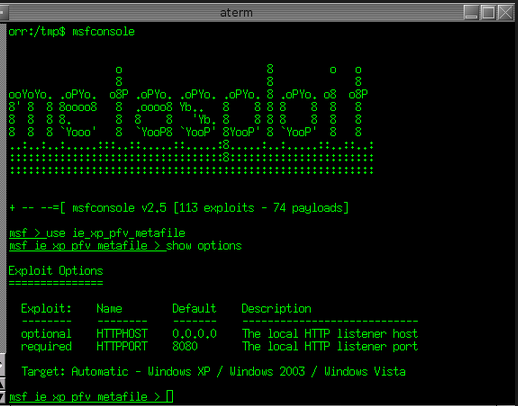 aterm
orr:/tmp$ msfconsole
                     o                       8         o   o
                     8                       8             8
ooYoYo. .oPYo.  o8P .oPYo. .oPYo. .oPYo. 8 .oPYo. o8  o8P
8' 8  8 8oooo8   8  .oooo8 Yb..   8    8 8 8    8  8   8
8  8  8 8.       8  8    8   'Yb. 8    8 8 8    8  8   8
8  8  8 `Yooo'   8  `YooP8 `YooP' 8YooP' 8 `YooP'  8   8
..:..:..:.....:::..::.....::.....:8.....:..:.....::..::..:
::::::::::::::::::::::::::::::::::8:::::::::::::::::::::::
::::::::::::::::::::::::::::::::::::::::::::::::::::::::::
+ -- --=[ msfconsole v2.5 [113 exploits - 74 payloads]
msf > use ie_xp_pfv_metafile
msf ie_xp_pfv_metafile > show options
Exploit Options
===============
Exploit:    Name        Default    Description
--------    --------    -------    ----------------------------
optional    HTTPHOST    0.0.0.0    The local HTTP listener host
required    HTTPPORT    8080       The local HTTP listener port
Target: Automatic - Windows XP / Windows 2003 / Windows Vista
msf ie_xp_pfv_metafile >